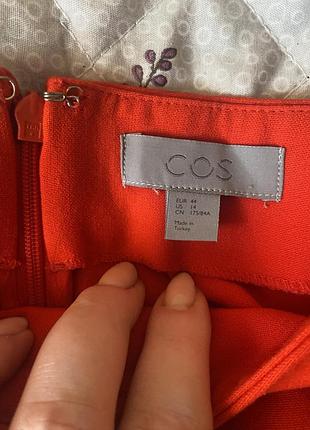 COS
EUR 44
US 14
CN 175/84A
Made in
Turkey